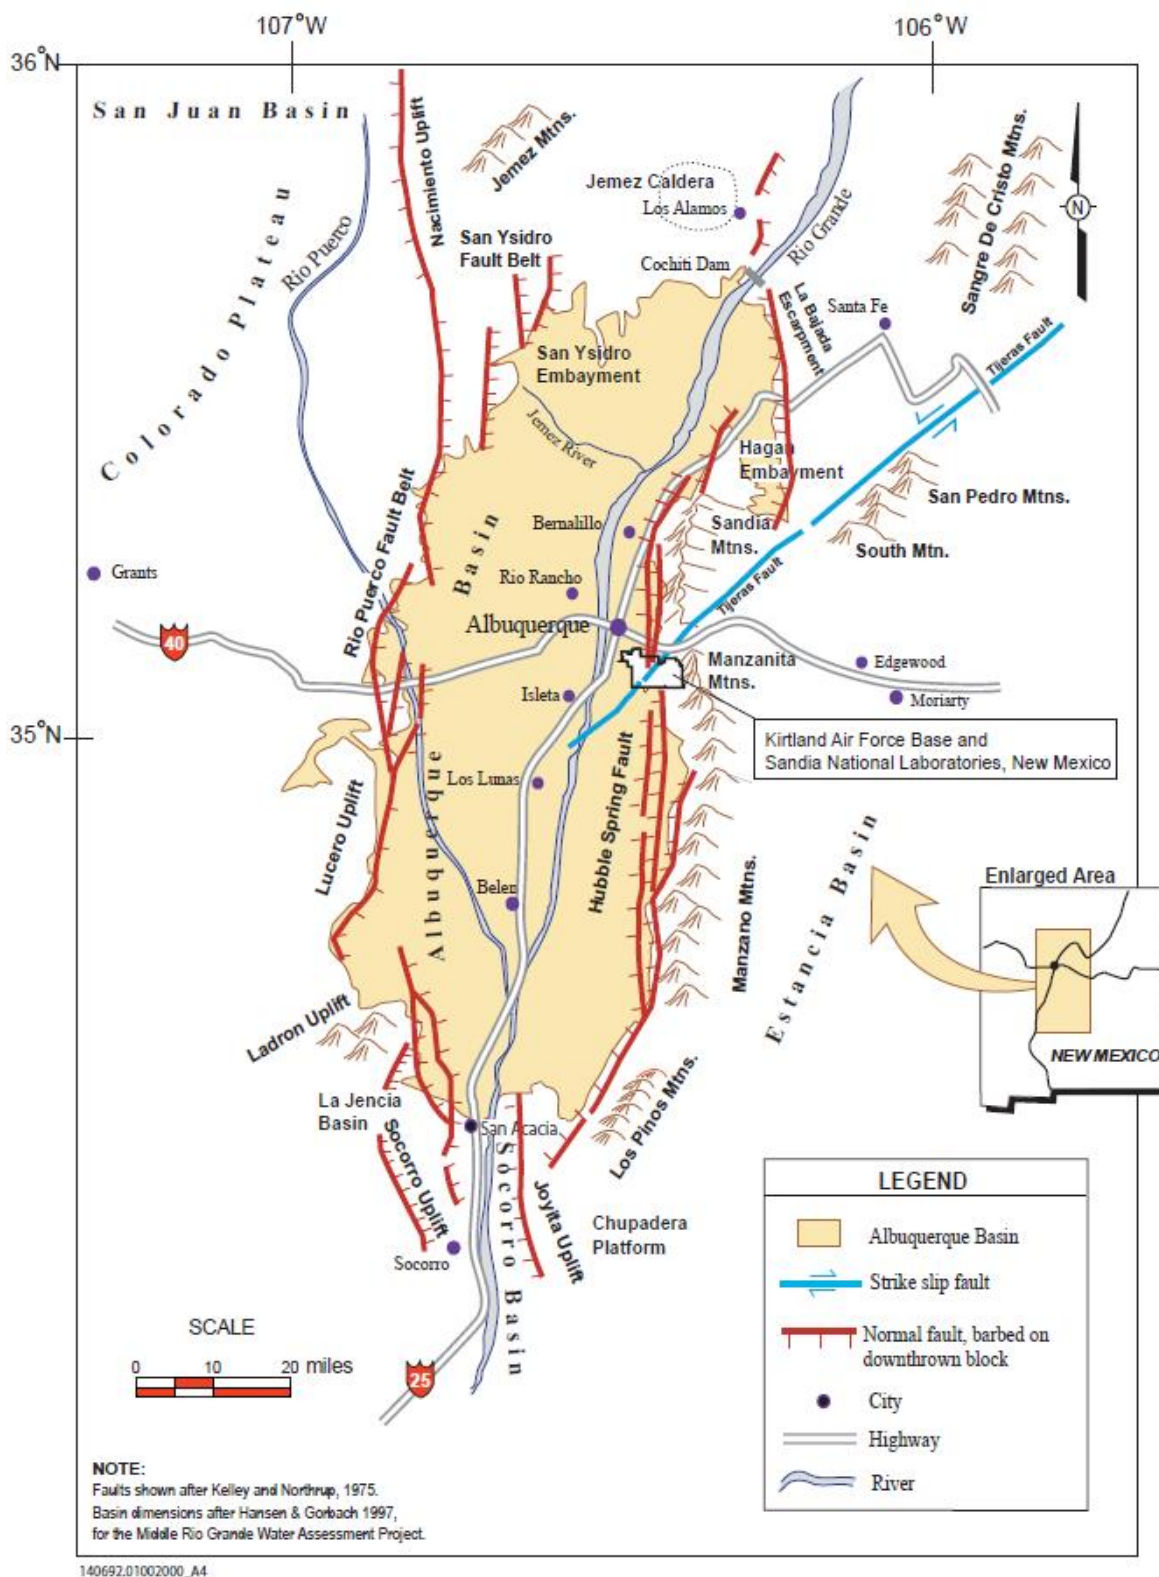 107°W
106°W
36°N
San Juan Basin
Nacimiento Uplift
Jemez Mtns.
Sangre De Cristo Mtns.
Jemez Caldera
Los Alamos
N
Colorado Plateau
Rio Puerco
San Ysidro
Fault Belt
Rio Grande
Cochiti Dam
La Bajada
Escarpment
Santa Fe
Tijeras Fault
San Ysidro
Embayment
Jemez River
Hagan
Embayment
San Pedro Mtns.
Rio Puerco Fault Belt
Basin
Bernalillo
Sandia
Mtns.
South Mtn.
Grants
Rio Rancho
Tijeras Fault
Albuquerque
40
Manzanita
Mtns.
Edgewood
Isleta
Moriarty
35°N
Kirtland Air Force Base and
Sandia National Laboratories, New Mexico
Los Lunas
Albuquerque
Hubble Spring Fault
Lucero Uplift
Belen
Manzano Mtns.
Estancia Basin
Enlarged Area
NEW MEXICO
Ladron Uplift
La Jencia
Basin
San Acacia
Los Pinos Mtns.
Socorro Uplift
Socorro Basin
Joyita Uplift
Chupadera
Platform
Socorro
LEGEND
Albuquerque Basin
Strike slip fault
Normal fault, barbed on
downthrown block
City
Highway
River
SCALE
0 10 20 miles
25
NOTE:
Faults shown after Kelley and Northrup, 1975.
Basin dimensions after Hansen & Gorbach 1997,
for the Middle Rio Grande Water Assessment Project.
140692.01002000_A4